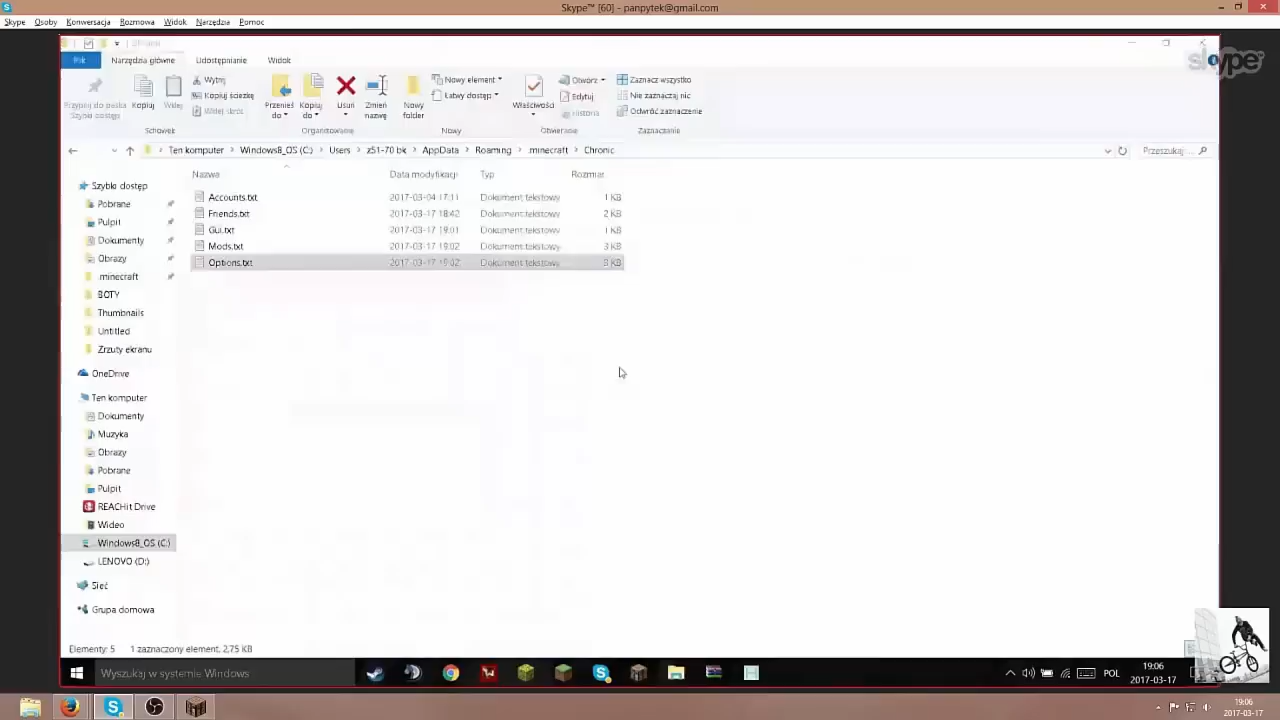 Skype™ [60] - panpytek@gmail.com
Skype Osoby Konwersacja Rozmowa Widok Narzędzia Pomoc
skype
Plik Narzędzia główne Udostępnianie Widok
Przypnij do paska Szybki dostęp
Kopiuj
Wklej
Wytnij
Kopiuj ścieżkę
Wklej skrót
Schowek
Przenieś do
Kopiuj do
Usuń
Zmień nazwę
Organizowanie
Nowy folder
Nowy element
Łatwy dostęp
Nowy
Właściwości
Otwórz
Edytuj
Historia
Otwieranie
Zaznacz wszystko
Nie zaznaczaj nic
Odwróć zaznaczenie
Zaznaczanie
Ten komputer Windows8_OS (C:) Users z51-70 bk AppData Roaming .minecraft Chronic
Przeszukaj:
Nazwa Data modyfikacji Typ Rozmiar
Accounts.txt 2017-03-04 17:11 Dokument tekstowy 1 KB
Friends.txt 2017-03-17 18:42 Dokument tekstowy 2 KB
Gui.txt 2017-03-17 19:01 Dokument tekstowy 1 KB
Mods.txt 2017-03-17 19:02 Dokument tekstowy 3 KB
Options.txt 2017-03-17 19:02 Dokument tekstowy KB
Szybki dostęp
Pobrane
Pulpit
Dokumenty
Obrazy
.minecraft
BOTY
Thumbnails
Untitled
Zrzuty ekranu
OneDrive
Ten komputer
Dokumenty
Muzyka
Obrazy
Pobrane
Pulpit
REACHit Drive
Wideo
Windows8_OS (C:)
LENOVO (D:)
Sieć
Grupa domowa
Elementy: 5 1 zaznaczony element. 2,75 KB
Wyszukaj w systemie Windows
POL
19:06
2017-03-17
19:06
2017-03-17